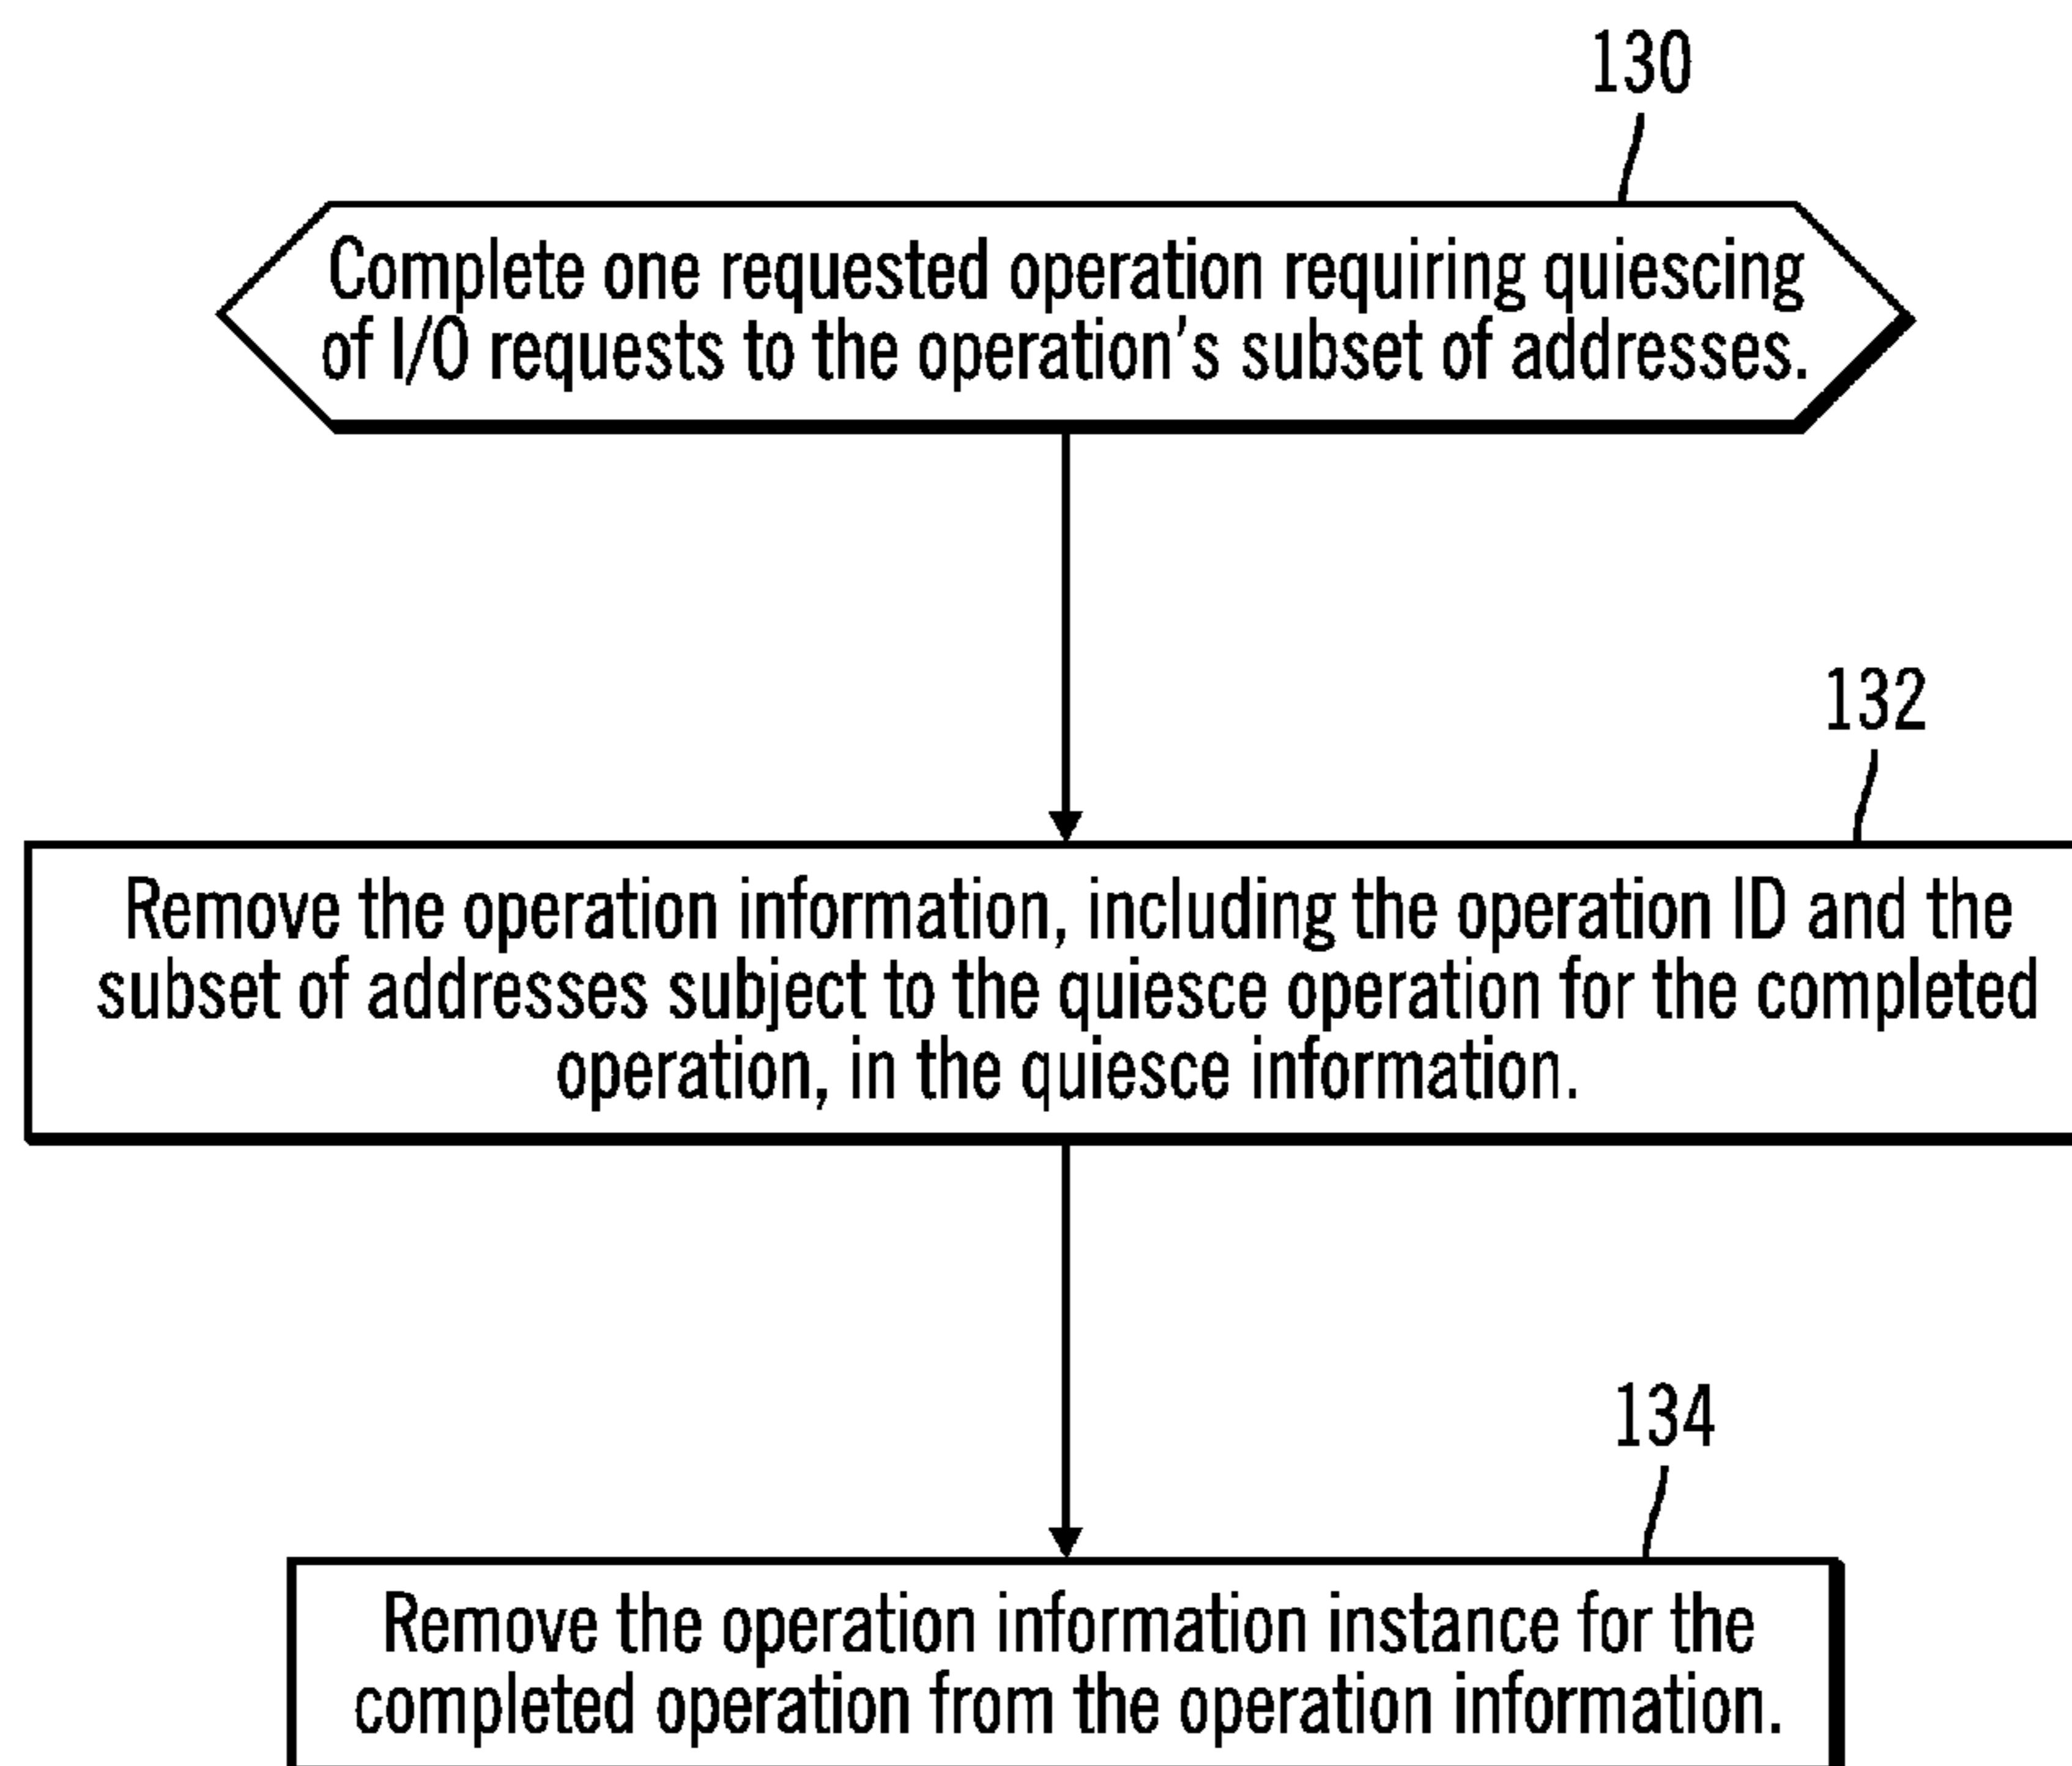 130
Complete one requested operation requiring quiescing
of I/O requests to the operation's subset of addresses.
132
Remove the operation information, including the operation ID and the
subset of addresses subject to the quiesce operation for the completed
operation, in the quiesce information.
134
Remove the operation information instance for the
completed operation from the operation information.